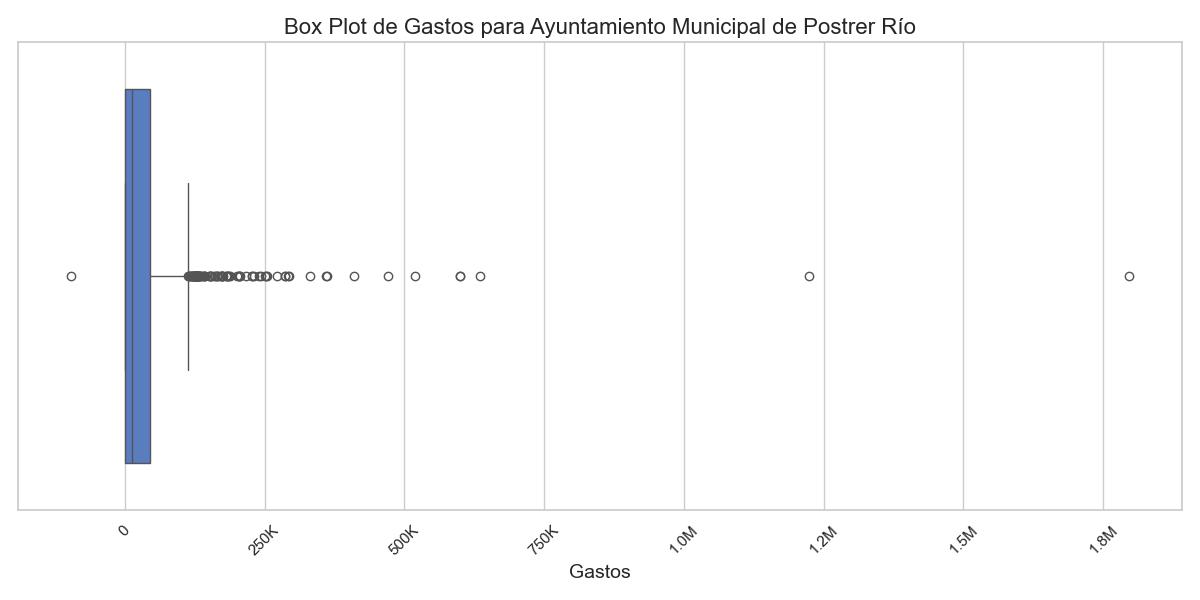 Box Plot de Gastos para Ayuntamiento Municipal de Postrer Río
0
250K
500K
750K
1.0M
1.2M
1.5M
1.8M
Gastos